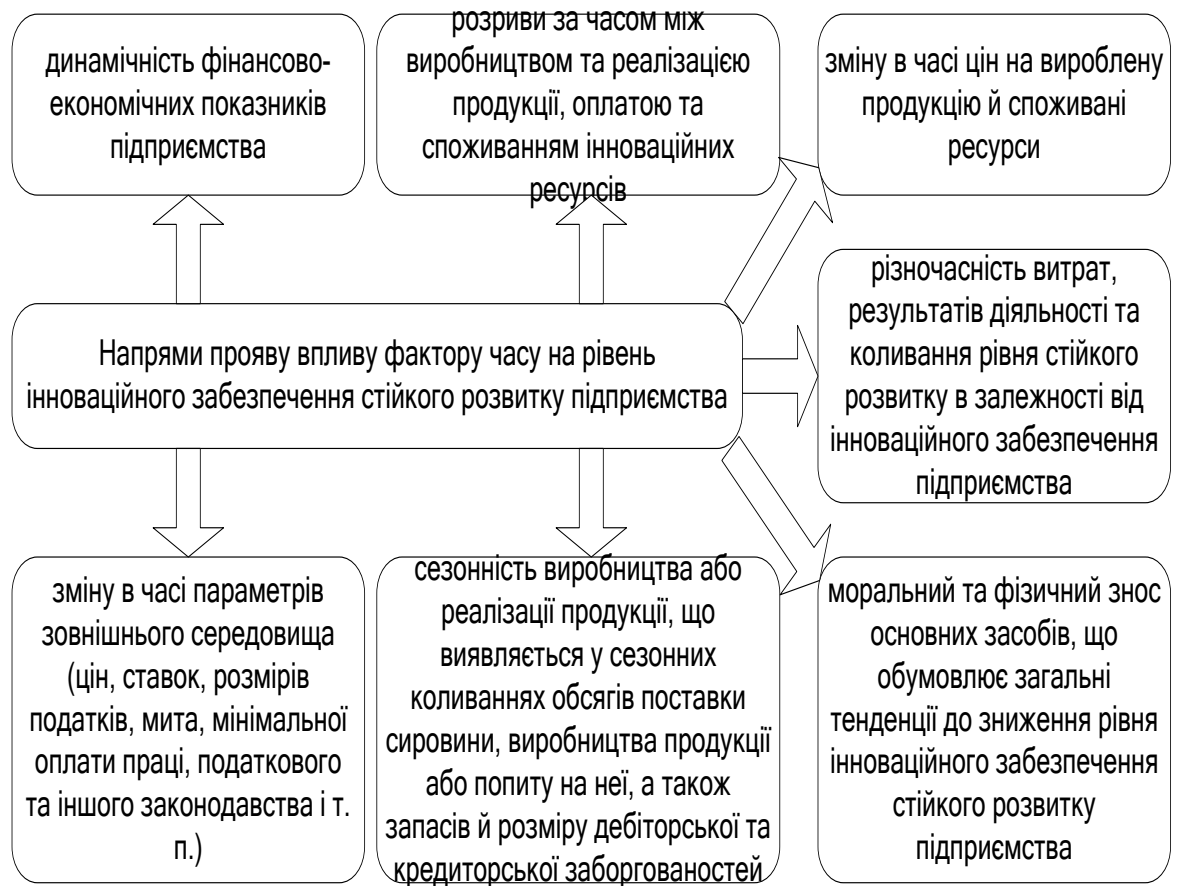 динамічність фінансово-
економічних показників
підприємства
розриви за часом між
виробництвом та реалізацією
продукції, оплатою та
споживанням інноваційних
ресурсів
зміну в часі цін на вироблену
продукцію й споживані
ресурси
Напрями прояву впливу фактору часу на рівень
інноваційного забезпечення стійкого розвитку підприємства
різночасність витрат,
результатів діяльності та
коливання рівня стійкого
розвитку в залежності від
інноваційного забезпечення
підприємства
зміну в часі параметрів
зовнішнього середовища
(цін, ставок, розмірів
податків, мита, мінімальної
оплати праці, податкового
та іншого законодавства і т.
п.)
сезонність виробництва або
реалізації продукції, що
виявляється у сезонних
коливаннях обсягів поставки
сировини, виробництва продукції
або попиту на неї, а також
запасів й розміру дебіторської та
кредиторської заборгованостей
моральний та фізичний знос
основних засобів, що
обумовлює загальні
тенденції до зниження рівня
інноваційного забезпечення
стійкого розвитку
підприємства